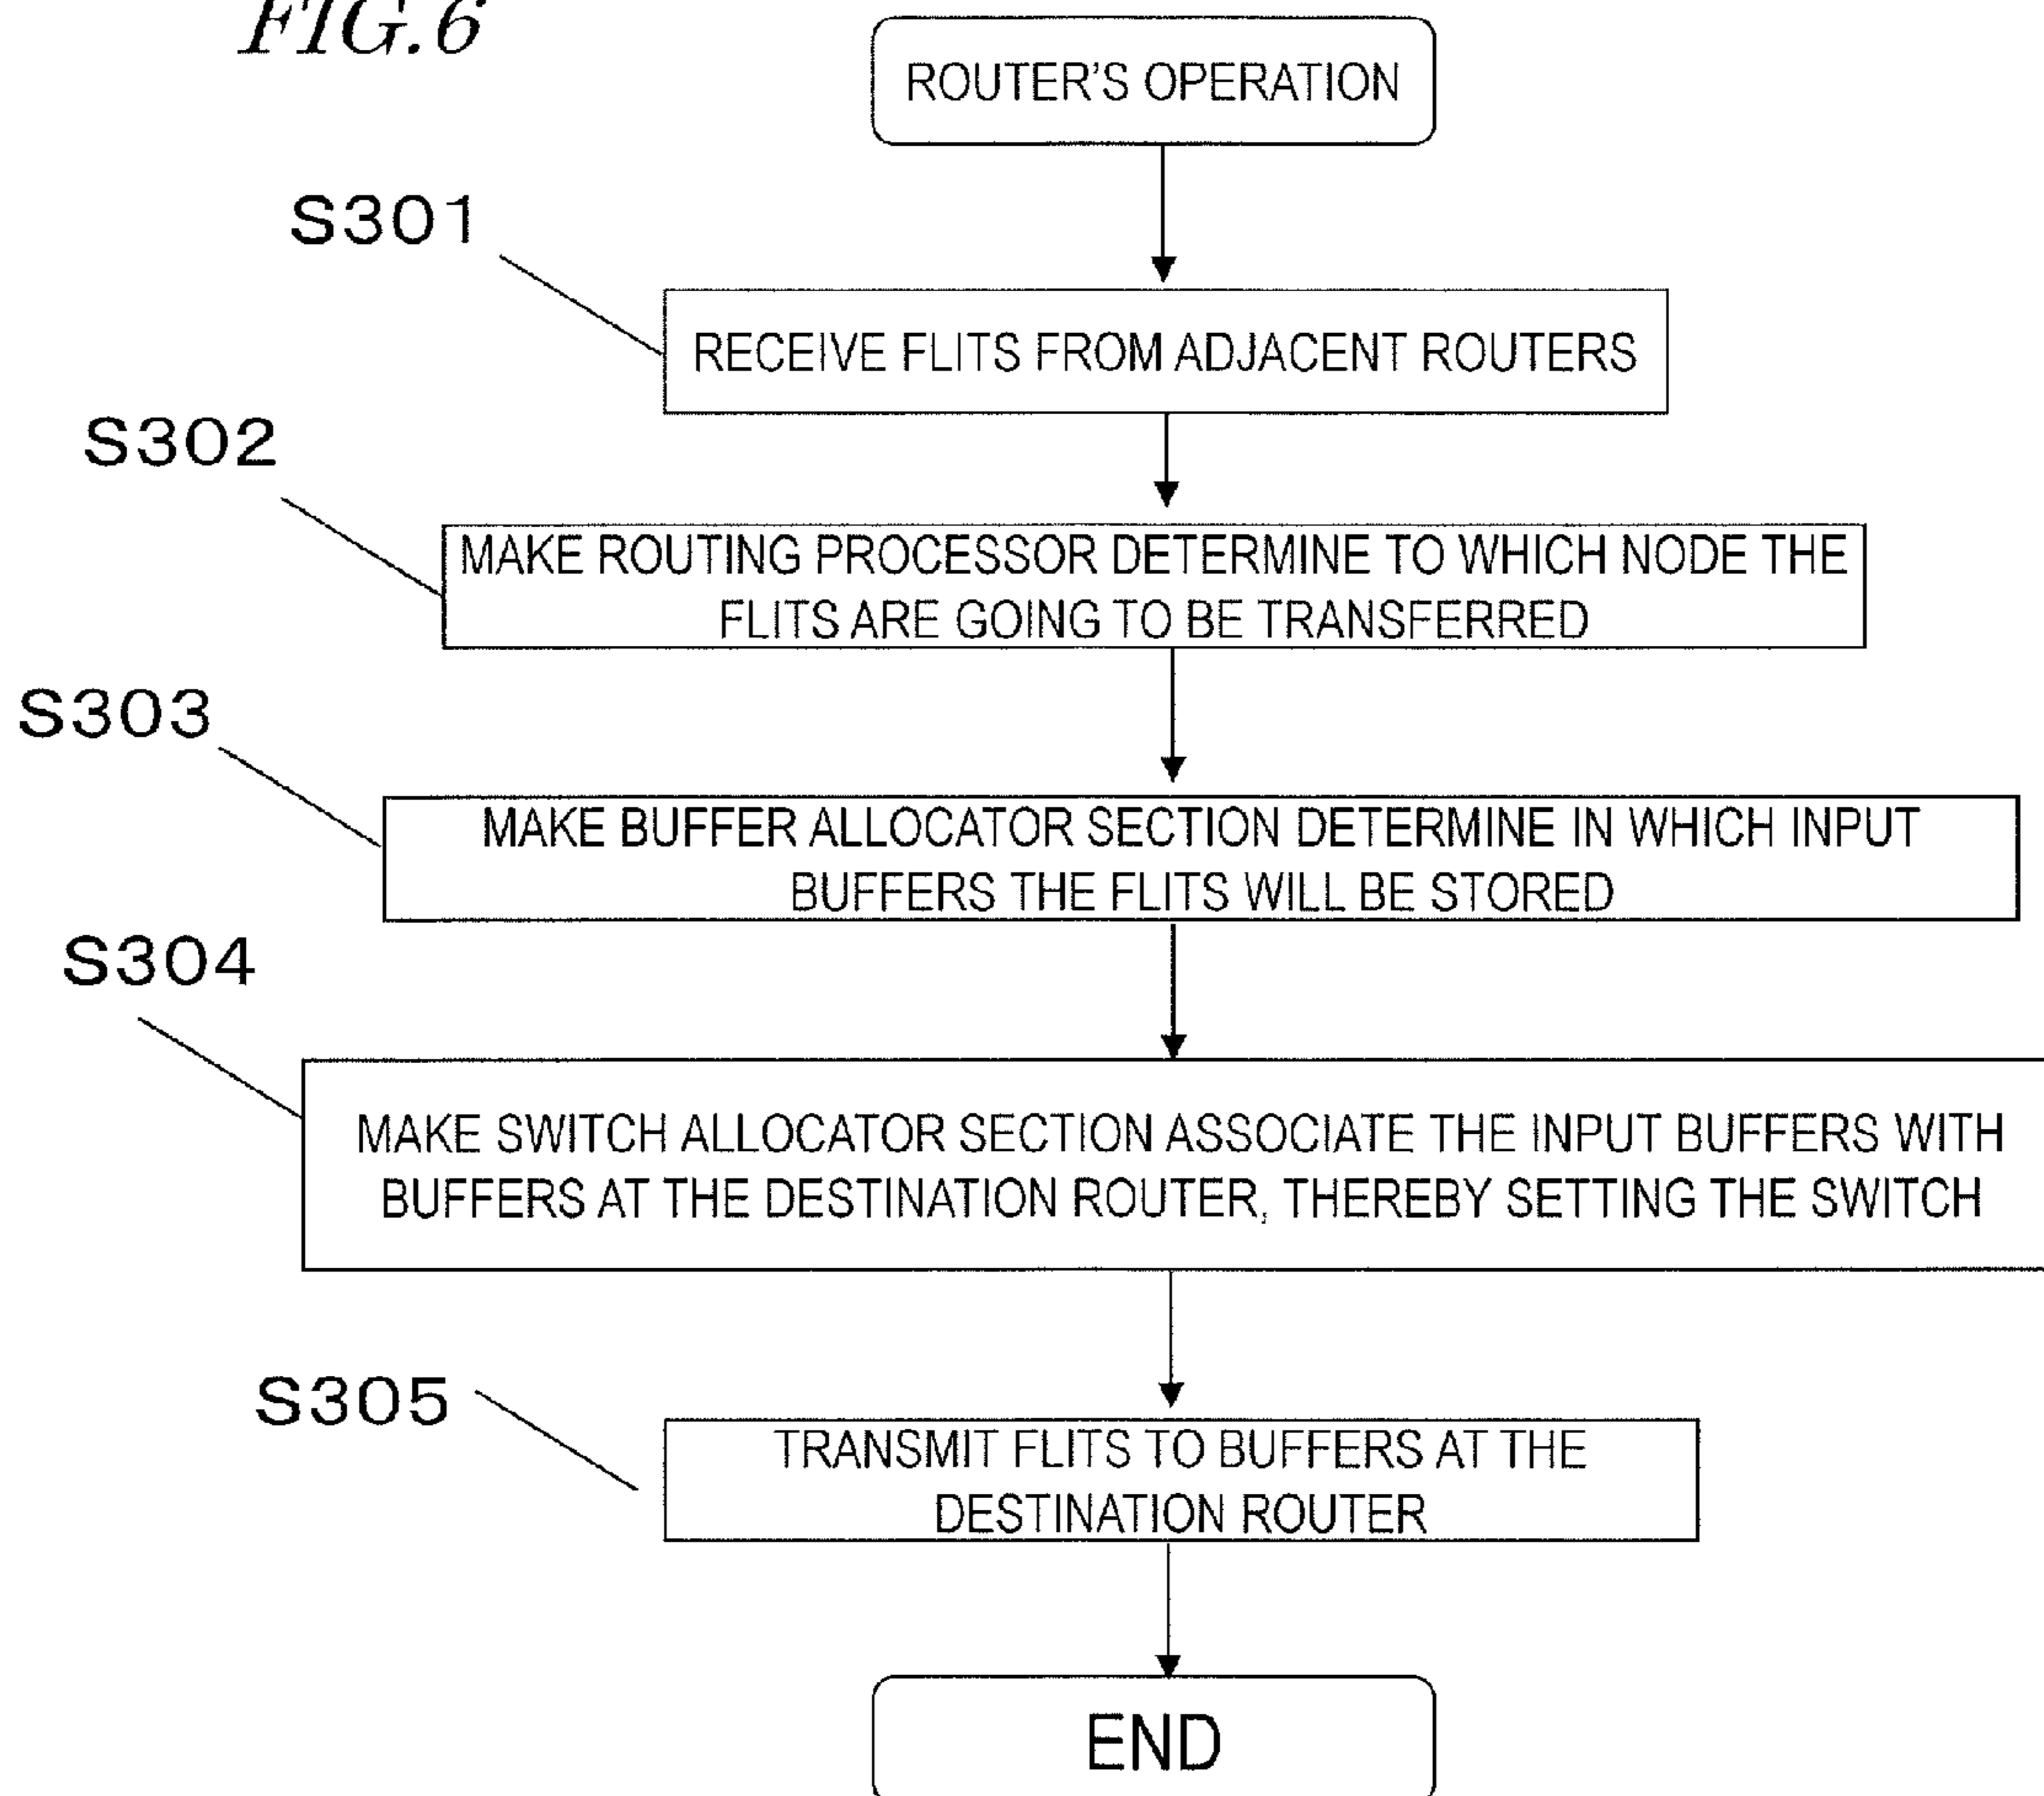 FIG.6
ROUTER'S OPERATION
S301
RECEIVE FLITS FROM ADJACENT ROUTERS
S302
MAKE ROUTING PROCESSOR DETERMINE TO WHICH NODE THE
FLITS ARE GOING TO BE TRANSFERRED
S303
MAKE BUFFER ALLOCATOR SECTION DETERMINE IN WHICH INPUT
BUFFERS THE FLITS WILL BE STORED
S304
MAKE SWITCH ALLOCATOR SECTION ASSOCIATE THE INPUT BUFFERS WITH
BUFFERS AT THE DESTINATION ROUTER, THEREBY SETTING THE SWITCH
S305
TRANSMIT FLITS TO BUFFERS AT THE
DESTINATION ROUTER
END